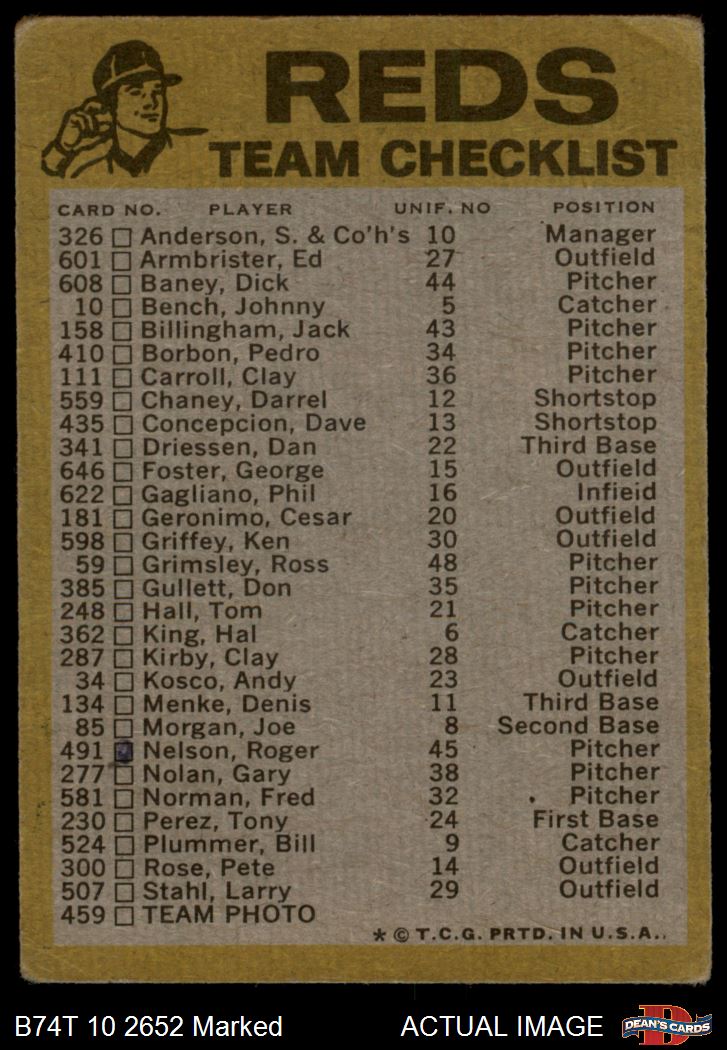 REDS
TEAM CHECKLIST
CARD NO. PLAYER UNIF. NO POSITION
326 Anderson, S. & Co'h's 10 Manager
601 Armbrister, Ed 27 Outfield
608 Baney, Dick 44 Pitcher
10 Bench, Johnny 5 Catcher
158 Billingham, Jack 43 Pitcher
410 Borbon, Pedro 34 Pitcher
111 Carroll, Clay 36 Pitcher
559 Chaney, Darrel 12 Shortstop
435 Concepcion, Dave 13 Shortstop
341 Driessen, Dan 22 Third Base
646 Foster, George 15 Outfield
622 Gagliano, Phil 16 Infieid
181 Geronimo, Cesar 20 Outfield
598 Griffey, Ken 30 Outfield
59 Grimsley, Ross 48 Pitcher
385 Gullett, Don 35 Pitcher
248 Hall, Tom 21 Pitcher
362 King, Hal 6 Catcher
287 Kirby, Clay 28 Pitcher
34 Kosco, Andy 23 Outfield
134 Menke, Denis 11 Third Base
85 Morgan, Joe 8 Second Base
491 Nelson, Roger 45 Pitcher
277 Nolan, Gary 38 Pitcher
581 Norman, Fred 32 Pitcher
230 Perez, Tony 24 First Base
524 Plummer, Bill 9 Catcher
300 Rose, Pete 14 Outfield
507 Stahl, Larry 29 Outfield
459 TEAM PHOTO
* © T.C.G. PRTD. IN U.S.A.
B74T 10 2652 Marked ACTUAL IMAGE
D
DEAN'S CARDS